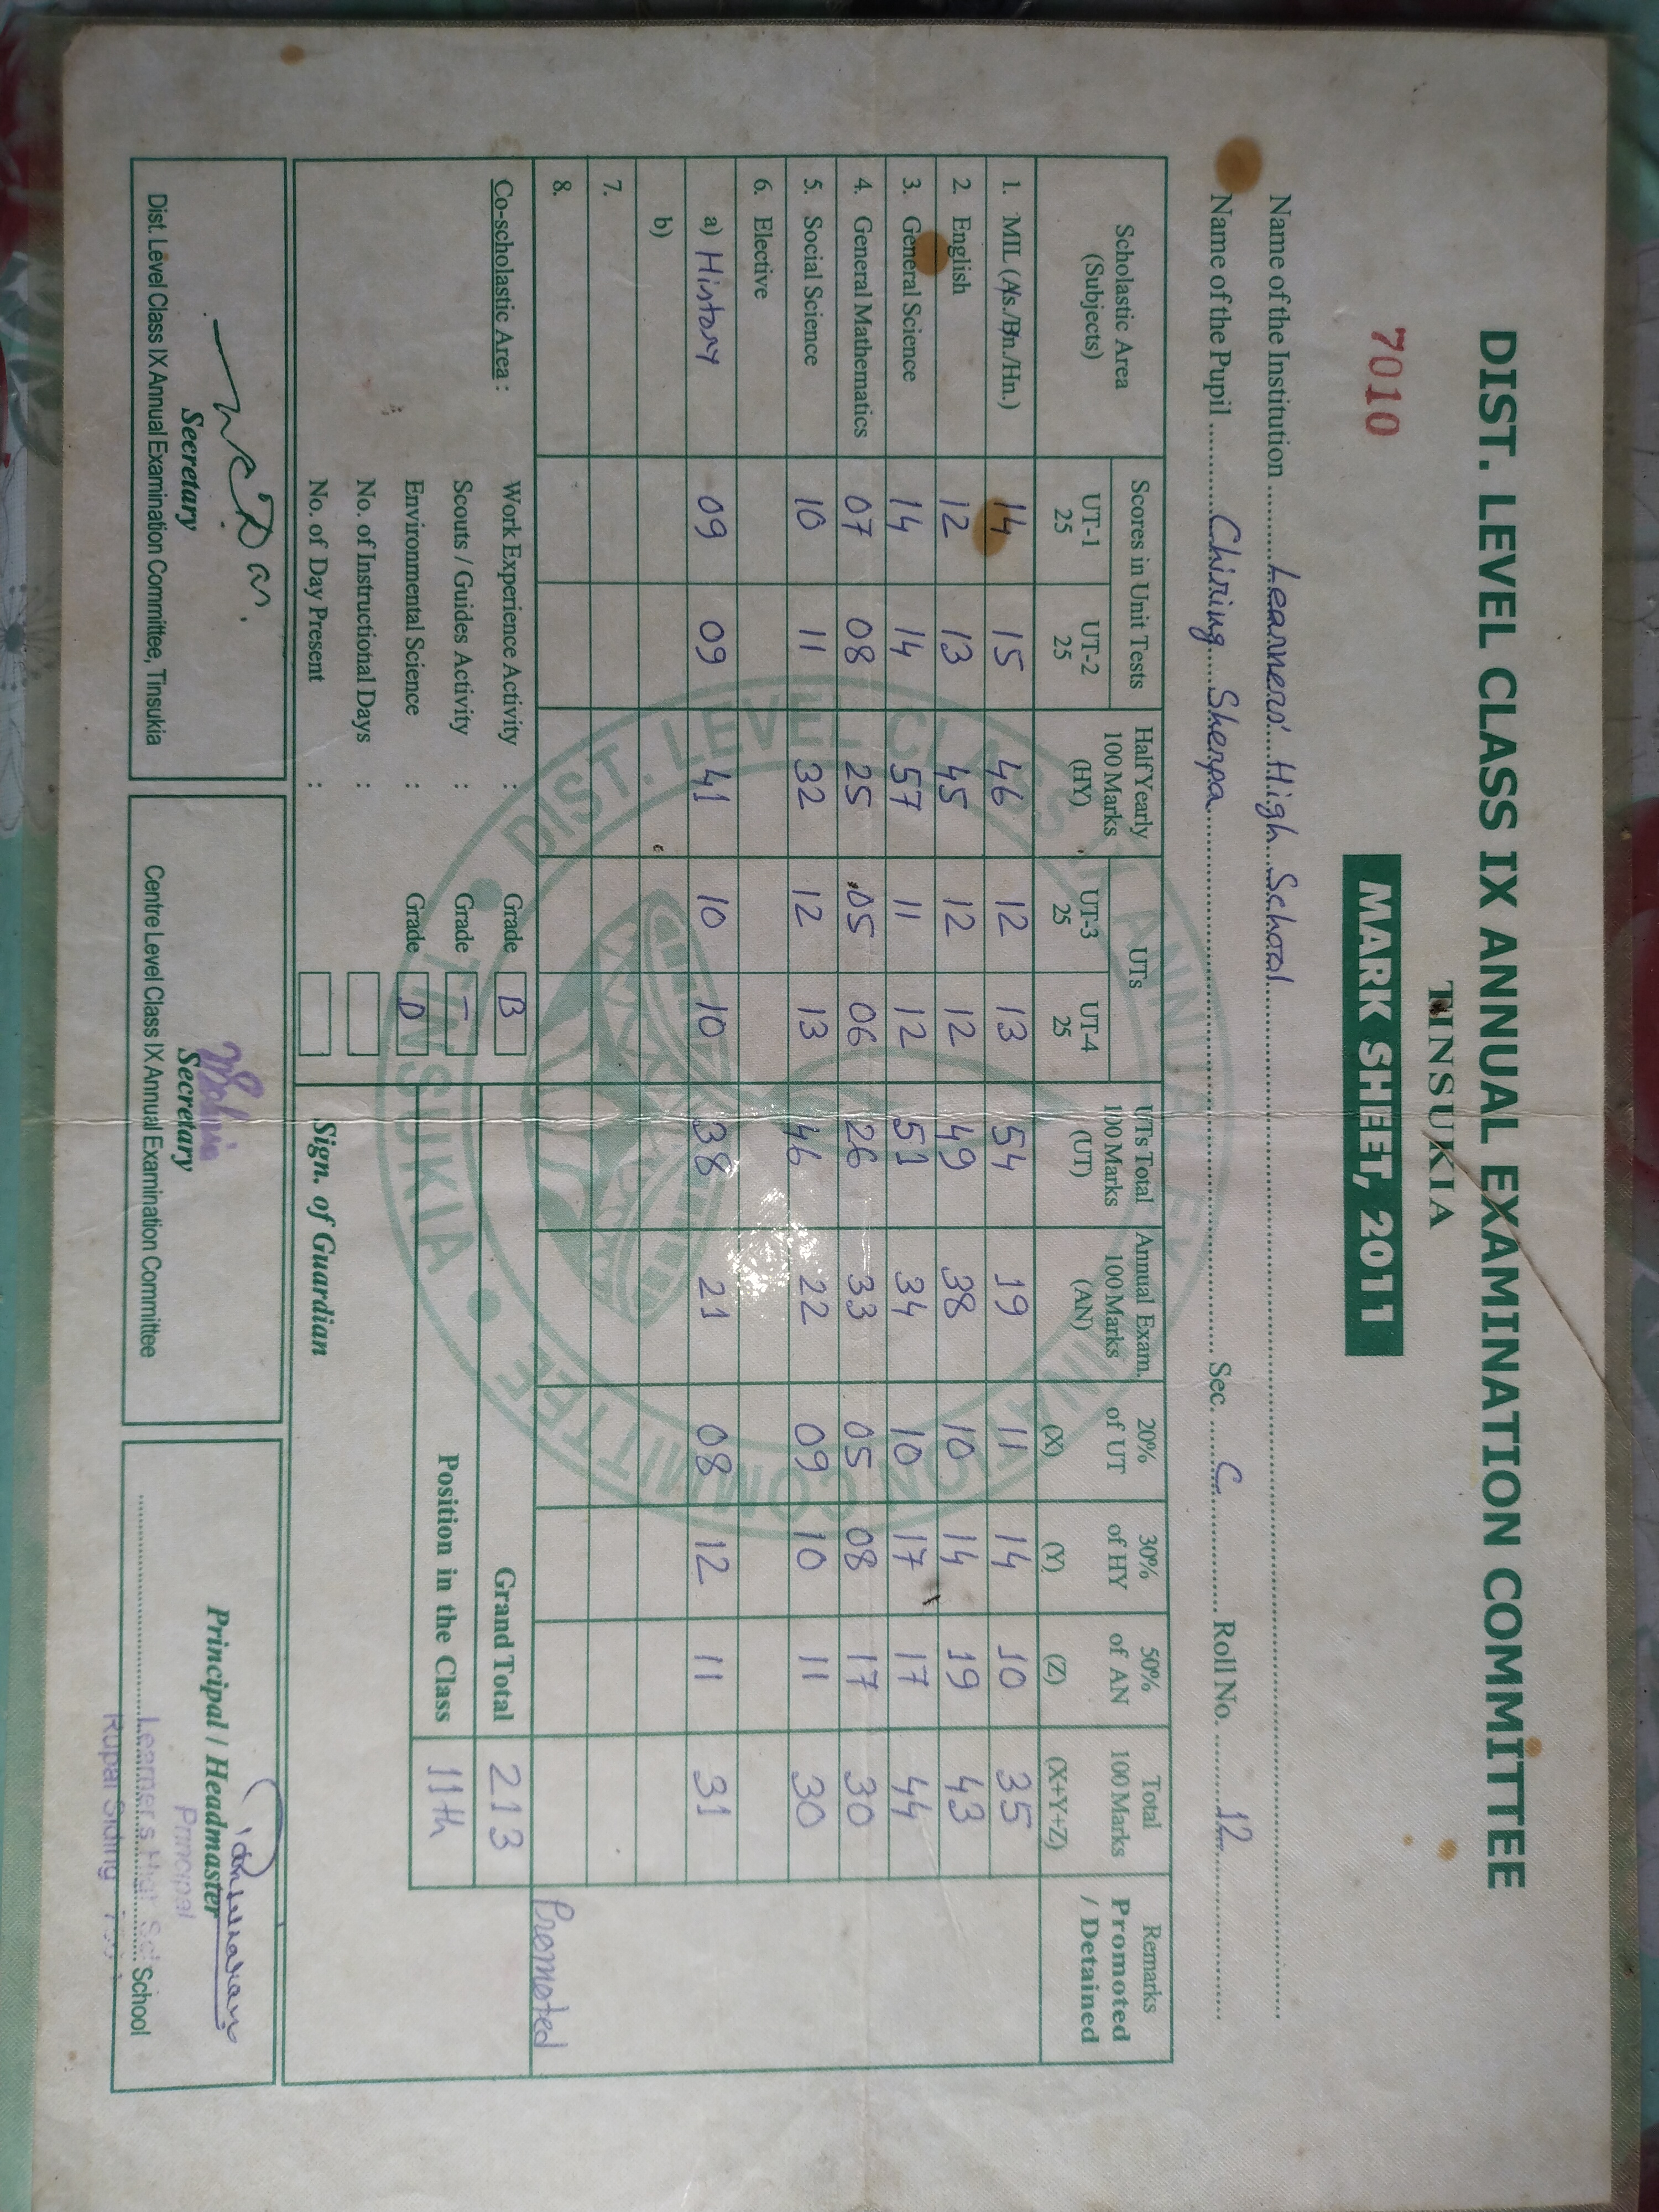 DIST. LEVEL CLASS IX ANNUAL EXAMINATION COMMITTEE
TINSUKIA
7010
MARK SHEET, 2011
Name of the Institution Learners' High School
Name of the Pupil Chiring Sherpa Sec. C Roll No. 12
Scholastic Area (Subjects) Scores in Unit Tests UT-1 25 UT-2 25 Half Yearly 100 Marks (HY) UTs UT-3 25 UT-4 25 UTs Total 100 Marks (UT) Annual Exam. 100 Marks (AN) 20% of UT (X) 30% of HY (Y) 50% of AN (Z) Total 100 Marks (X+Y+Z) Remarks Promoted / Detained
1. MIL (As./Bn./Hn.) 14 15 46 12 13 54 19 11 14 10 35
2. English 12 13 45 12 12 49 38 10 14 19 43
3. General Science 14 14 57 11 12 51 34 10 17 17 44
4. General Mathematics 07 08 25 05 06 26 33 05 08 17 30
5. Social Science 10 11 32 12 13 46 22 09 10 11 30
6. Elective
a) History 09 09 41 10 10 38 21 08 12 11 31
b)
7.
8.
Promoted
Co-scholastic Area : Work Experience Activity : Grade B Grand Total 213
Scouts / Guides Activity : Grade –
Environmental Science : Grade D Position in the Class 11th
No. of Instructional Days :
No. of Day Present : Sign. of Guardian
Secretary
Dist. Level Class IX Annual Examination Committee, Tinsukia
Secretary
Centre Level Class IX Annual Examination Committee
Principal / Headmaster
Principal
School
Rupai Siding
DIST. LEVEL CLASS IX ANNUAL EXAMINATION COMMITTEE
TINSUKIA